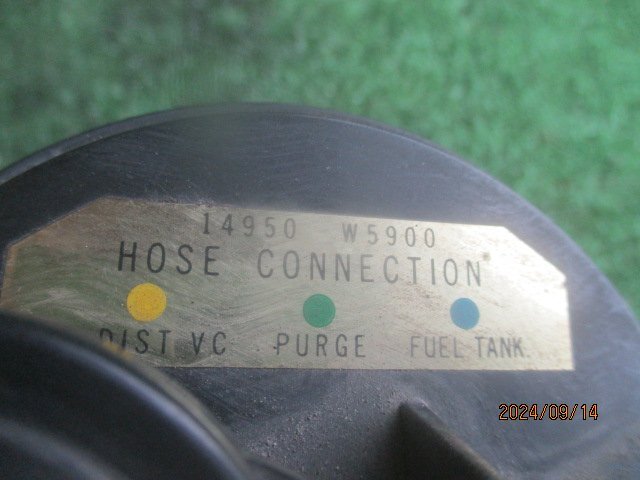 14950 W5900
HOSE CONNECTION
DIST VC PURGE FUEL TANK
2024/09/14